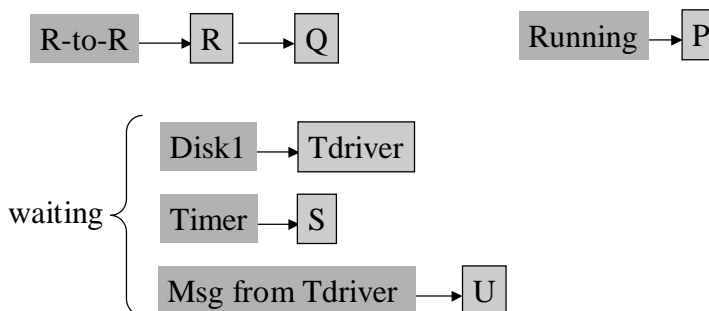 R-to-R R Q Running P
Disk1 Tdriver
waiting Timer S
Msg from Tdriver U